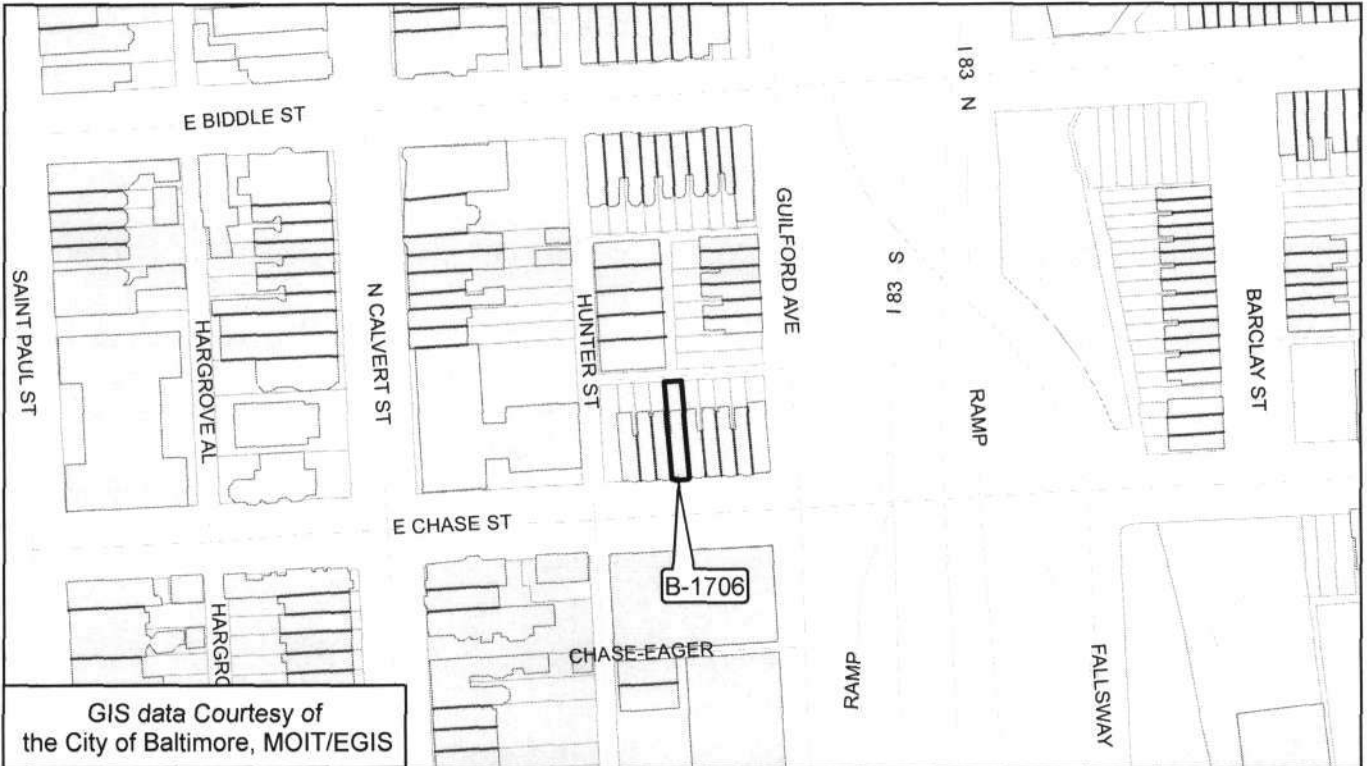 I 83 N
E BIDDLE ST
GUILFORD AVE
I 83 S
SAINT PAUL ST
HARGROVE AL
N CALVERT ST
HUNTER ST
BARCLAY ST
RAMP
E CHASE ST
B-1706
HARGRO
CHASE-EAGER
RAMP
FALLSWAY
GIS data Courtesy of
the City of Baltimore, MOIT/EGIS